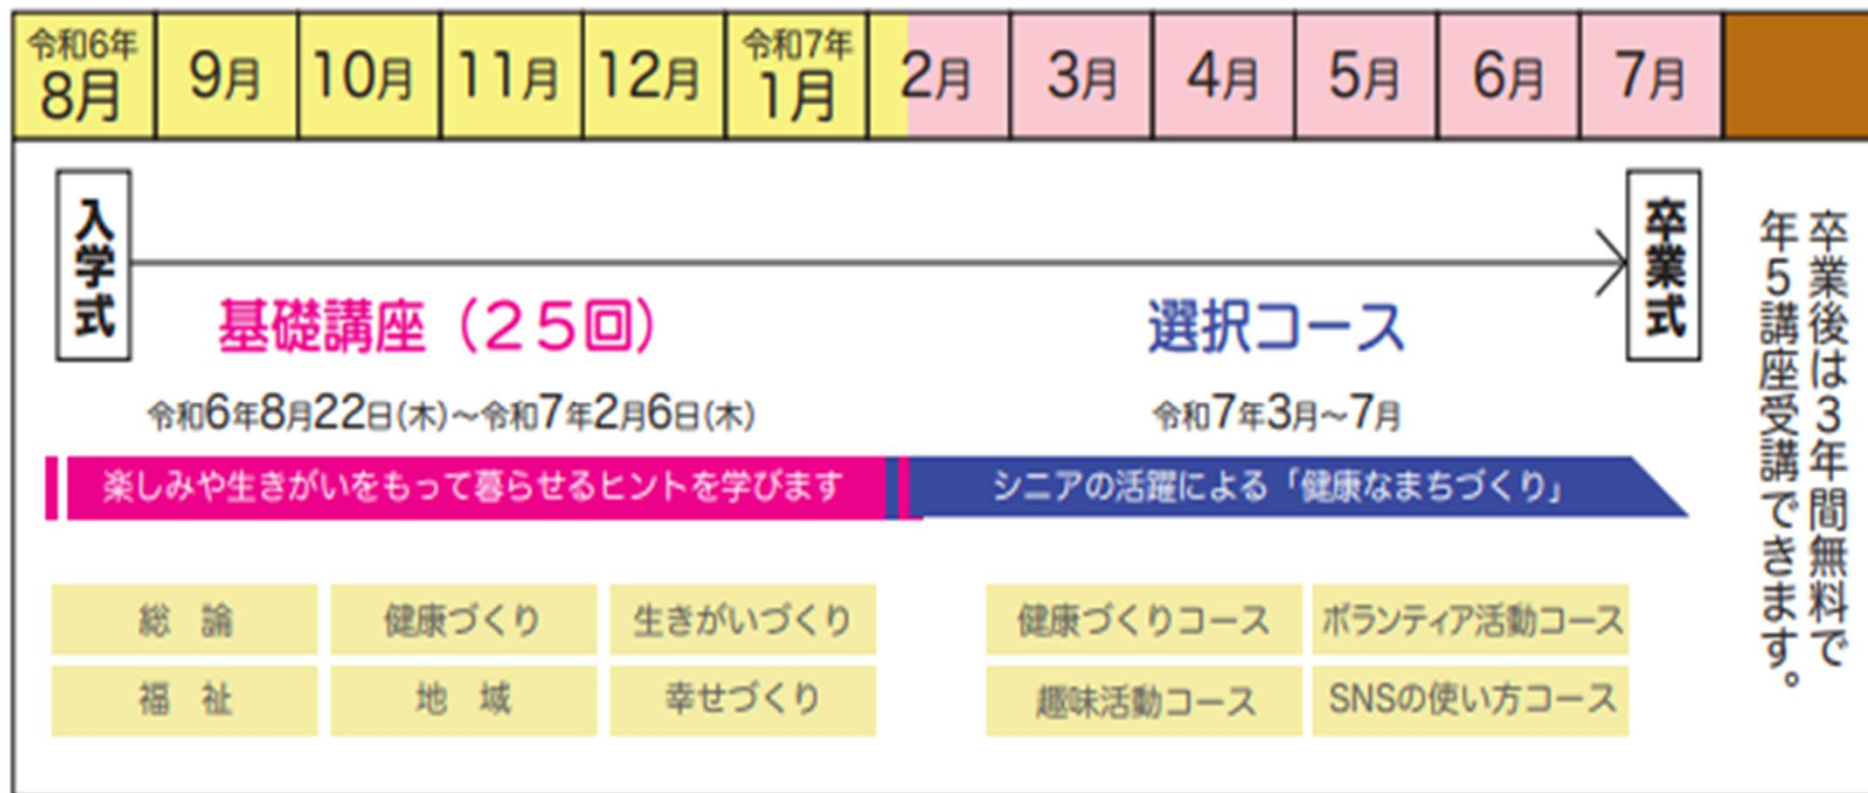 令和6年
8月
9月
10月
11月
12月
令和7年
1月
2月
3月
4月
5月
6月
7月
入学式
卒業式
基礎講座（２５回）
選択コース
令和6年8月22日(木)～令和7年2月6日(木)
令和7年3月～7月
楽しみや生きがいをもって暮らせるヒントを学びます
シニアの活躍による「健康なまちづくり」
総　論
健康づくり
生きがいづくり
福　祉
地　域
幸せづくり
健康づくりコース
ボランティア活動コース
趣味活動コース
SNSの使い方コース
卒業後は３年間無料で
年５講座受講できます。